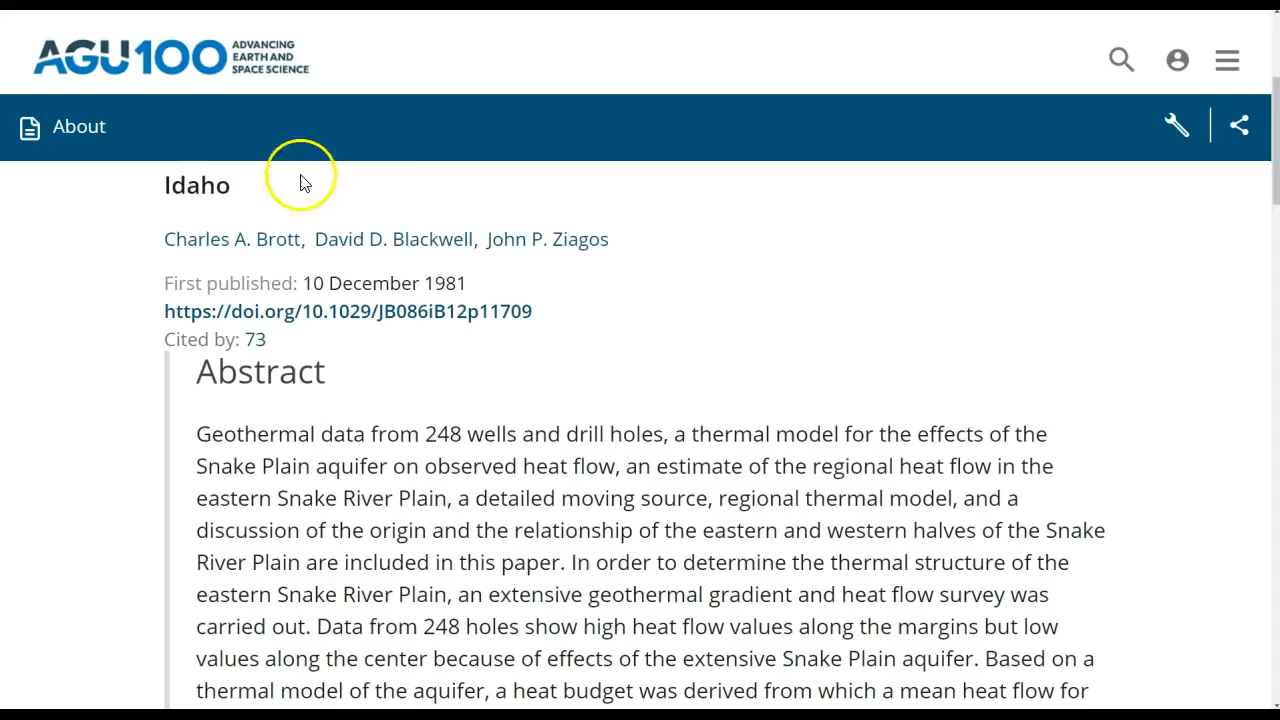 AGU100 ADVANCING
EARTH AND
SPACE SCIENCE
About
Idaho
Charles A. Brott, David D. Blackwell, John P. Ziagos
First published: 10 December 1981
https://doi.org/10.1029/JB086iB12p11709
Cited by: 73
Abstract
Geothermal data from 248 wells and drill holes, a thermal model for the effects of the
Snake Plain aquifer on observed heat flow, an estimate of the regional heat flow in the
eastern Snake River Plain, a detailed moving source, regional thermal model, and a
discussion of the origin and the relationship of the eastern and western halves of the Snake
River Plain are included in this paper. In order to determine the thermal structure of the
eastern Snake River Plain, an extensive geothermal gradient and heat flow survey was
carried out. Data from 248 holes show high heat flow values along the margins but low
values along the center because of effects of the extensive Snake Plain aquifer. Based on a
thermal model of the aquifer, a heat budget was derived from which a mean heat flow for